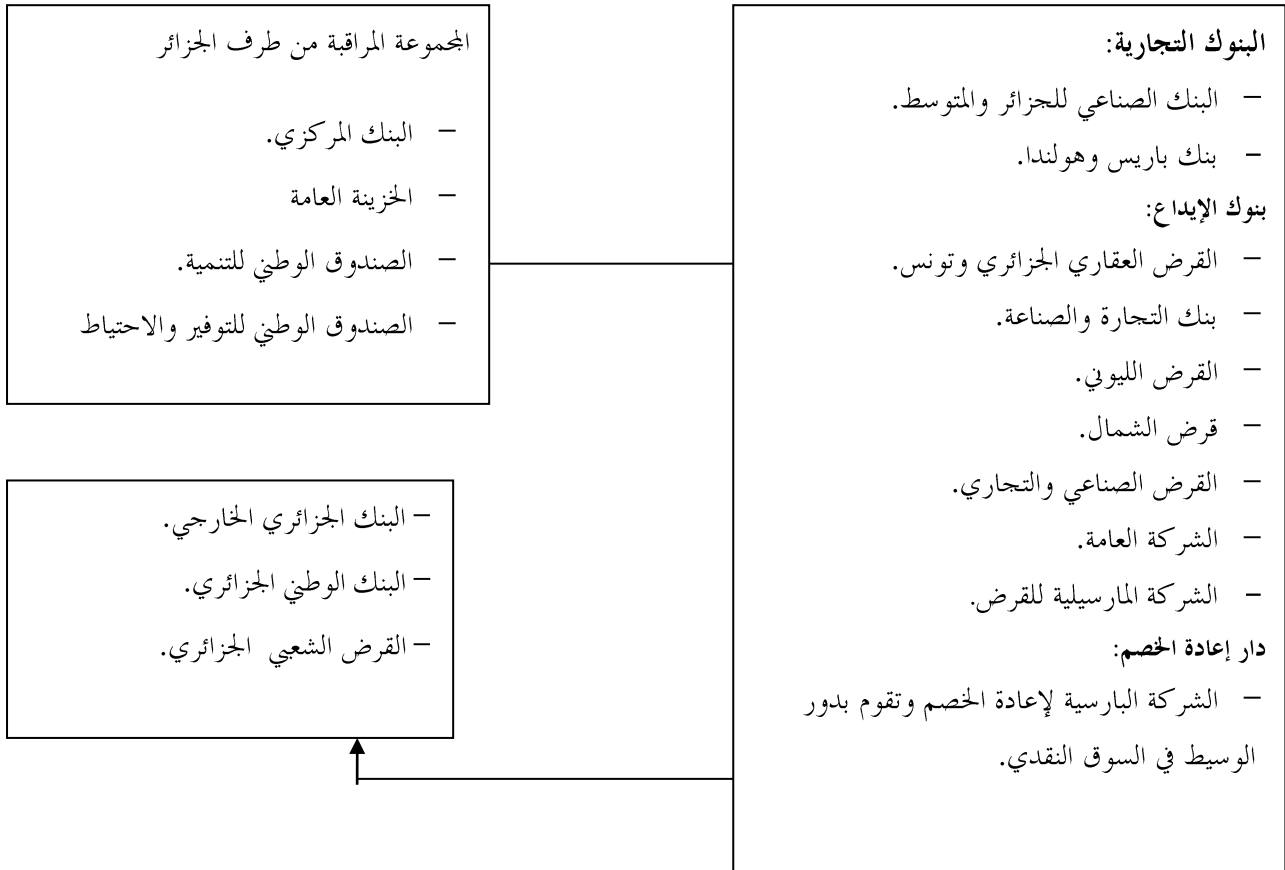 البنوك التجارية:
– البنك الصناعي للجزائر والمتوسط.
– بنك باريس وهولندا.
بنوك الإيداع:
– القرض العقاري الجزائري وتونس.
– بنك التجارة والصناعة.
– القرض الليوني.
– قرض الشمال.
– القرض الصناعي والتجاري.
– الشركة العامة.
– الشركة المارسيلية للقرض.
دار إعادة الخصم:
– الشركة البارسية لإعادة الخصم وتقوم بدور
الوسيط في السوق النقدي.
المجموعة المراقبة من طرف الجزائر
– البنك المركزي.
– الخزينة العامة
– الصندوق الوطني للتنمية.
– الصندوق الوطني للتوفير والاحتياط
– البنك الجزائري الخارجي.
– البنك الوطني الجزائري.
– القرض الشعبي الجزائري.